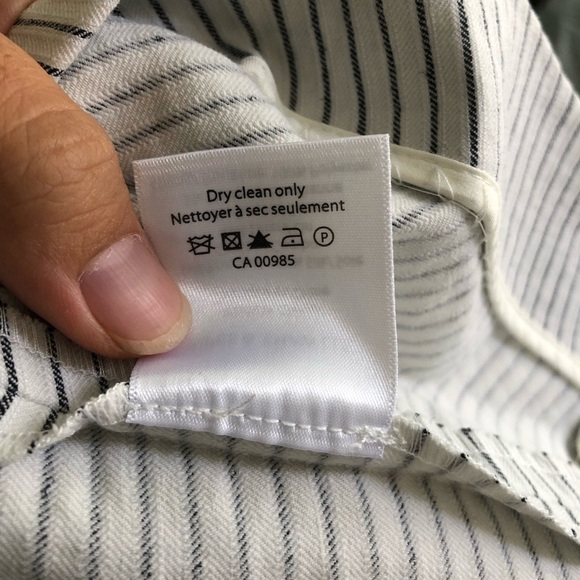 Dry clean only
Nettoyer à sec seulement
P
CA 00985